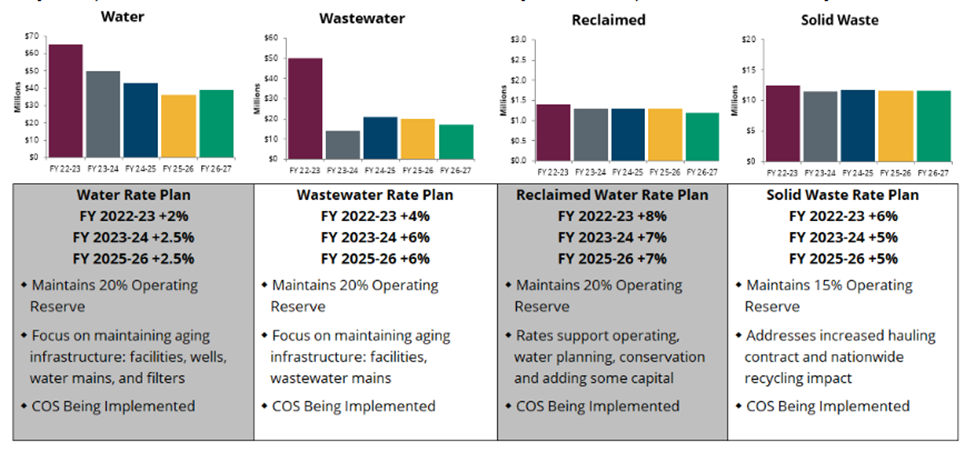 Water
$70
$60
$50
$40
$30
$20
$10
$0
Millions
FY 22-23 FY 23-24 FY 24-25 FY 25-26 FY 26-27
Wastewater
$60
$50
$40
$30
$20
$10
$0
Millions
FY 22-23 FY 23-24 FY 24-25 FY 25-26 FY 26-27
Reclaimed
$3.0
$2.5
$2.0
$1.5
$1.0
$0.5
$0.0
Millions
FY 22-23 FY 23-24 FY 24-25 FY 25-26 FY 26-27
Solid Waste
$20
$15
$10
$5
$0
Millions
FY 22-23 FY 23-24 FY 24-25 FY 25-26 FY 26-27
Water Rate Plan
FY 2022-23 +2%
FY 2023-24 +2.5%
FY 2025-26 +2.5%
◆ Maintains 20% Operating
Reserve
◆ Focus on maintaining aging
infrastructure: facilities, wells,
water mains, and filters
◆ COS Being Implemented
Wastewater Rate Plan
FY 2022-23 +4%
FY 2023-24 +6%
FY 2025-26 +6%
◆ Maintains 20% Operating
Reserve
◆ Focus on maintaining aging
infrastructure: facilities,
wastewater mains
◆ COS Being Implemented
Reclaimed Water Rate Plan
FY 2022-23 +8%
FY 2023-24 +7%
FY 2025-26 +7%
◆ Maintains 20% Operating
Reserve
◆ Rates support operating,
water planning, conservation
and adding some capital
◆ COS Being Implemented
Solid Waste Rate Plan
FY 2022-23 +6%
FY 2023-24 +5%
FY 2025-26 +5%
◆ Maintains 15% Operating
Reserve
◆ Addresses increased hauling
contract and nationwide
recycling impact
◆ COS Being Implemented